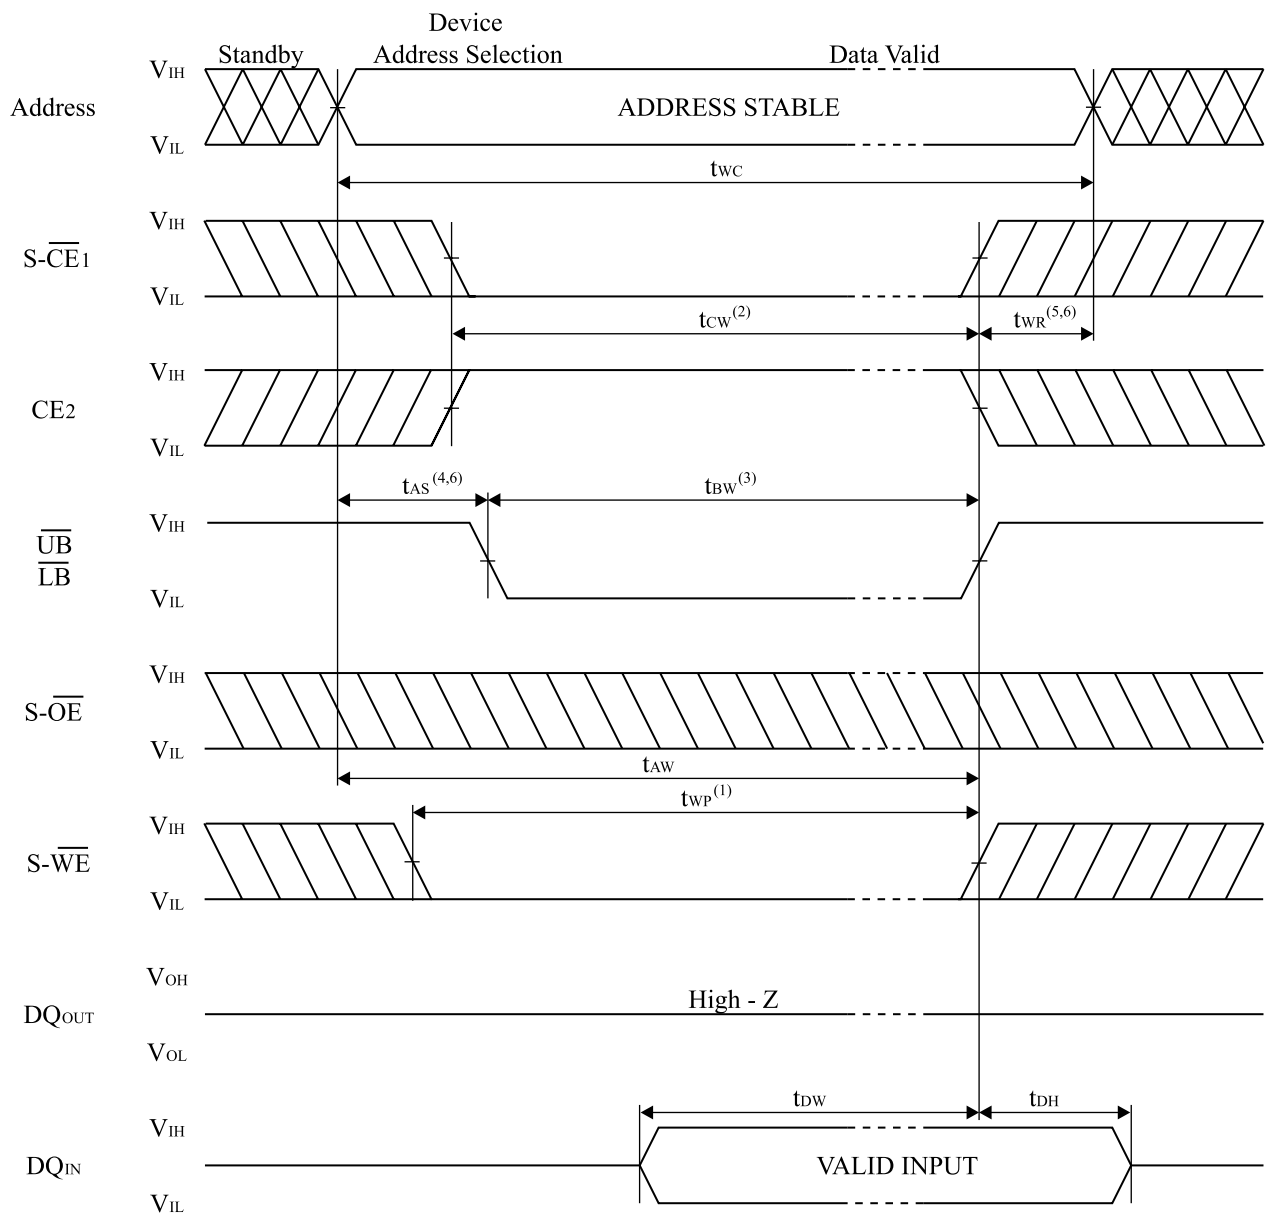 Device
Standby Address Selection Data Valid
VIH
Address ADDRESS STABLE
VIL
tWC
VIH
S-CE1
VIL
tCW(2) tWR(5,6)
VIH
CE2
VIL
tAS(4,6) tBW(3)
VIH
UB
LB
VIL
VIH
S-OE
VIL
tAW
tWP(1)
VIH
S-WE
VIL
VOH
High - Z
DQOUT
VOL
tDW tDH
VIH
DQIN VALID INPUT
VIL